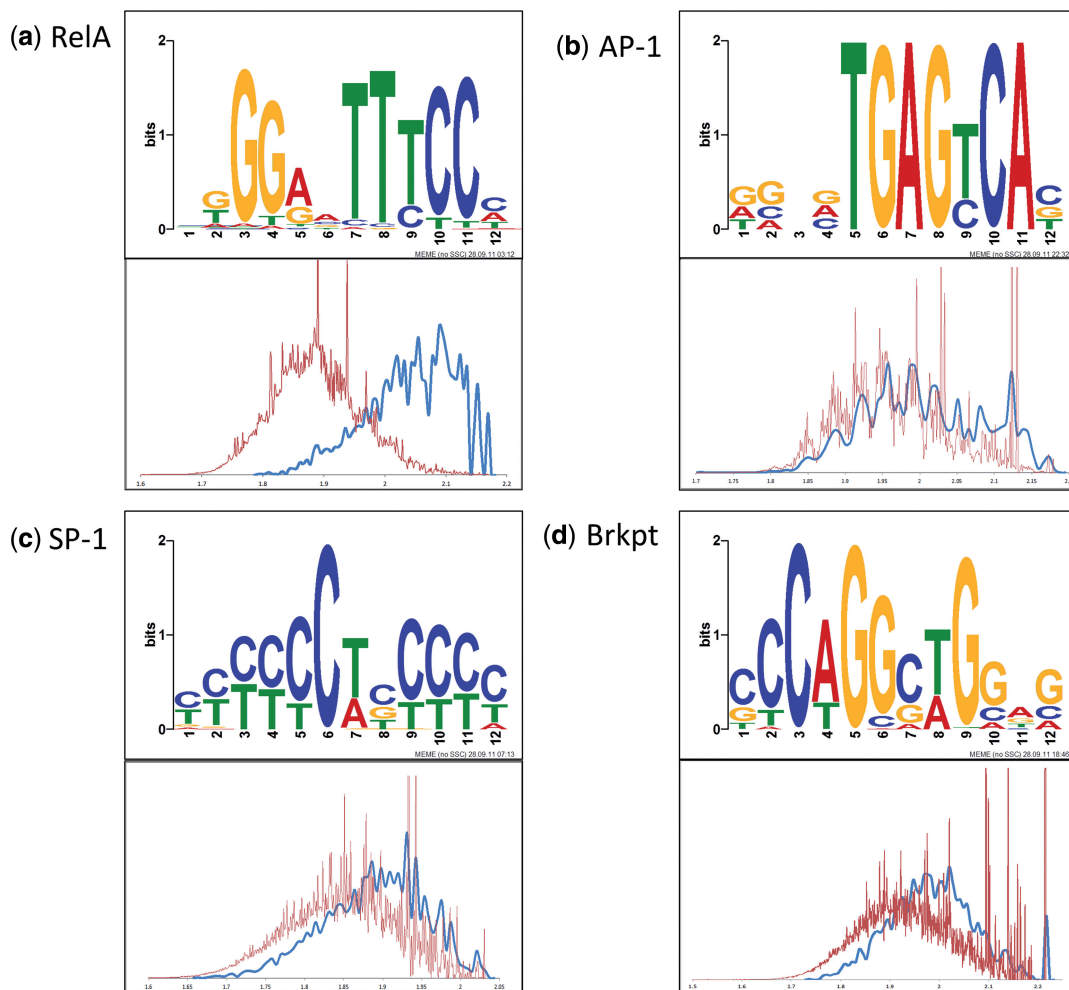 (a) RelA
2
bits
1
0
1 2 3 4 5 6 7 8 9 10 11 12
G T G G A G A T T T C C C C A
MEME (no SSC) 28.09.11 03:12
1.6 1.7 1.8 1.9 2 2.1 2.2
(b) AP-1
2
bits
1
0
1 2 3 4 5 6 7 8 9 10 11 12
G A T G C A G A C T G A G T C C A C G T
MEME (no SSC) 28.09.11 22:32
1.7 1.75 1.8 1.85 1.9 1.95 2 2.05 2.1 2.15
(c) SP-1
2
bits
1
0
1 2 3 4 5 6 7 8 9 10 11 12
C T C T C T C T C T C T A C G T C T C T C T C T A
MEME (no SSC) 28.09.11 07:13
1.6 1.65 1.7 1.75 1.8 1.85 1.9 1.95 2 2.05
(d) Brkpt
2
bits
1
0
1 2 3 4 5 6 7 8 9 10 11 12
C G T C T A C A T G G C C G A T A G G C A A G G C A
MEME (no SSC) 28.09.11 18:46
1.5 1.6 1.7 1.8 1.9 2 2.1 2.2